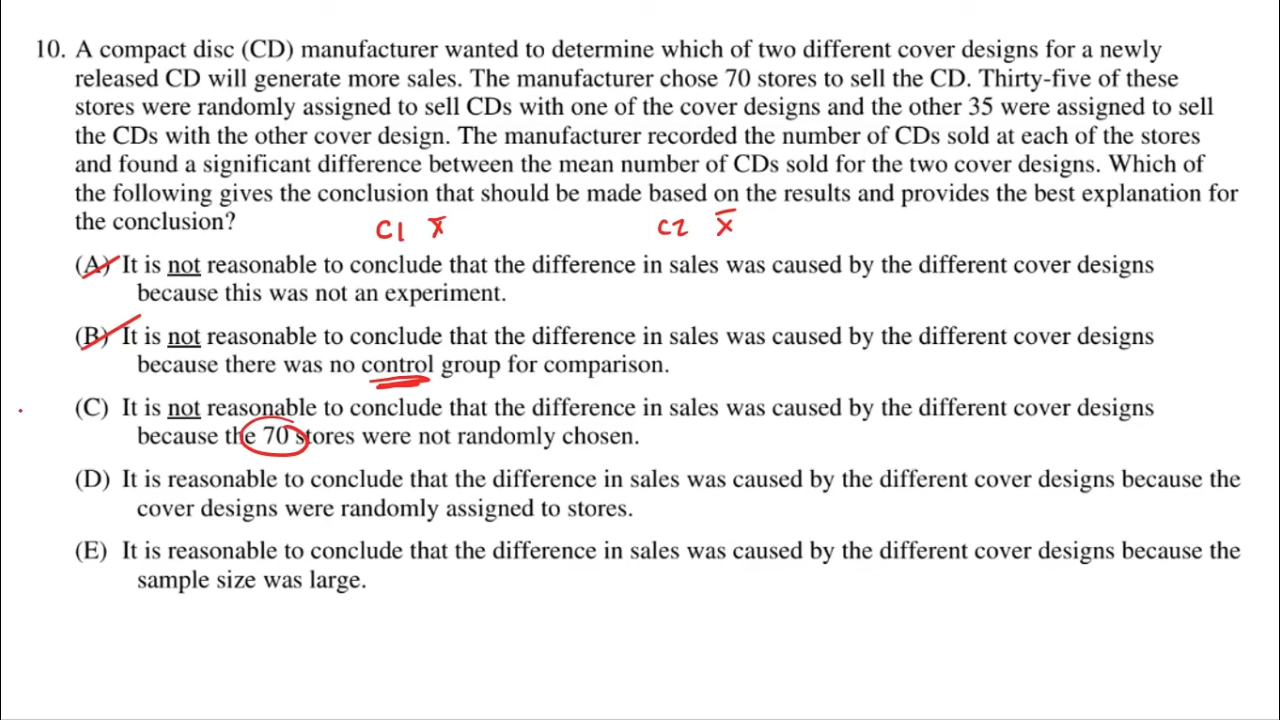 10. A compact disc (CD) manufacturer wanted to determine which of two different cover designs for a newly
released CD will generate more sales. The manufacturer chose 70 stores to sell the CD. Thirty-five of these
stores were randomly assigned to sell CDs with one of the cover designs and the other 35 were assigned to sell
the CDs with the other cover design. The manufacturer recorded the number of CDs sold at each of the stores
and found a significant difference between the mean number of CDs sold for the two cover designs. Which of
the following gives the conclusion that should be made based on the results and provides the best explanation for
the conclusion?
C1 x̄ C2 x̄
(A) It is not reasonable to conclude that the difference in sales was caused by the different cover designs
because this was not an experiment.
(B) It is not reasonable to conclude that the difference in sales was caused by the different cover designs
because there was no control group for comparison.
(C) It is not reasonable to conclude that the difference in sales was caused by the different cover designs
because the 70 stores were not randomly chosen.
(D) It is reasonable to conclude that the difference in sales was caused by the different cover designs because the
cover designs were randomly assigned to stores.
(E) It is reasonable to conclude that the difference in sales was caused by the different cover designs because the
sample size was large.